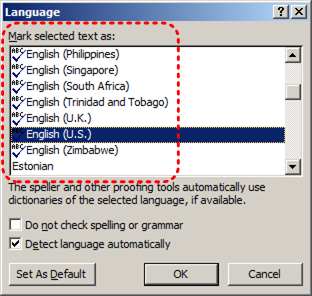 Language
Mark selected text as:
ABC English (Philippines)
ABC English (Singapore)
ABC English (South Africa)
ABC English (Trinidad and Tobago)
ABC English (U.K.)
ABC English (U.S.)
ABC English (Zimbabwe)
Estonian
The speller and other proofing tools automatically use
dictionaries of the selected language, if available.
Do not check spelling or grammar
Detect language automatically
Set As Default OK Cancel